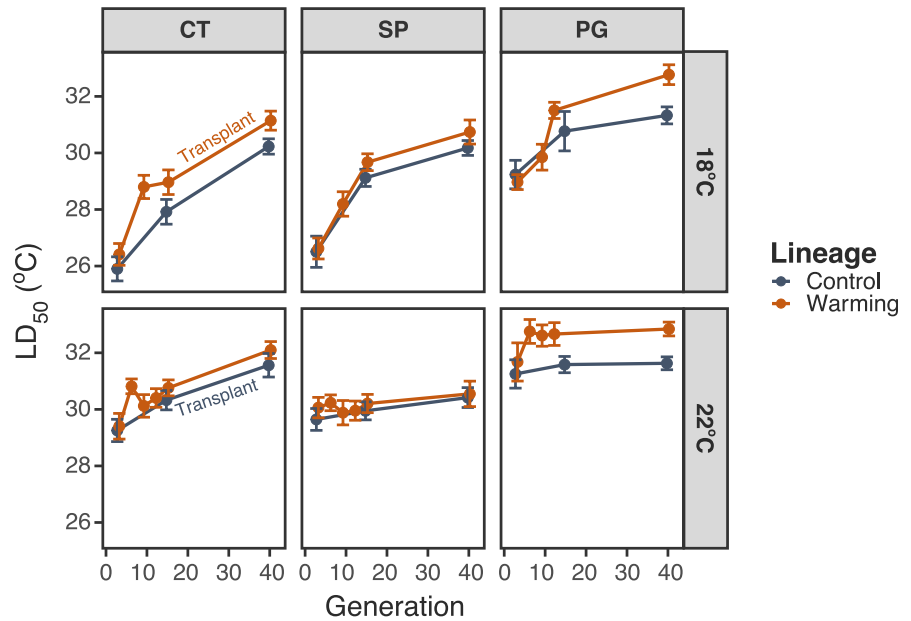 CT SP PG
32
30
28
26
Transplant
18°C
32
30
28
26
Transplant
22°C
LD50 (°C)
0 10 20 30 40 0 10 20 30 40 0 10 20 30 40
Generation
Lineage
Control
Warming